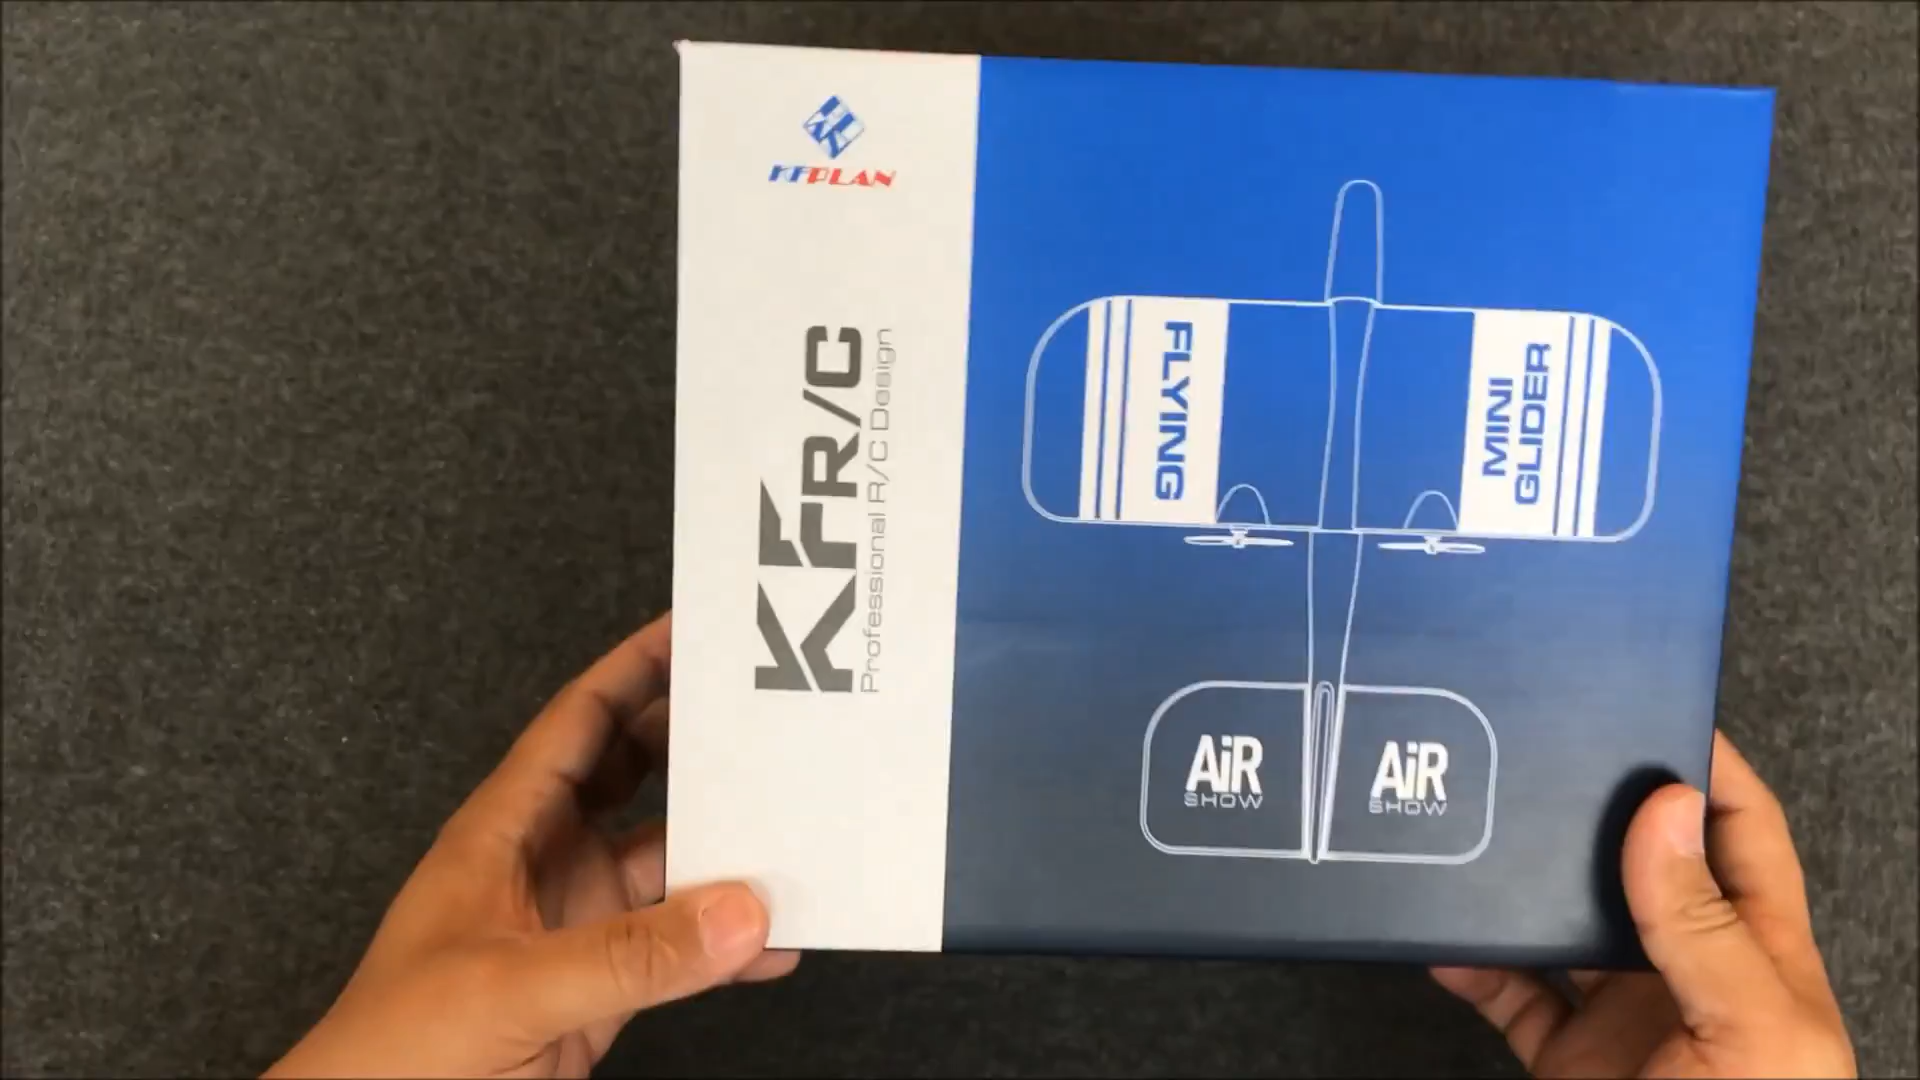 KFPLAN
KFR/C
Professional R/C Design
FLYING
MINI
GLIDER
AiR
SHOW
AiR
SHOW